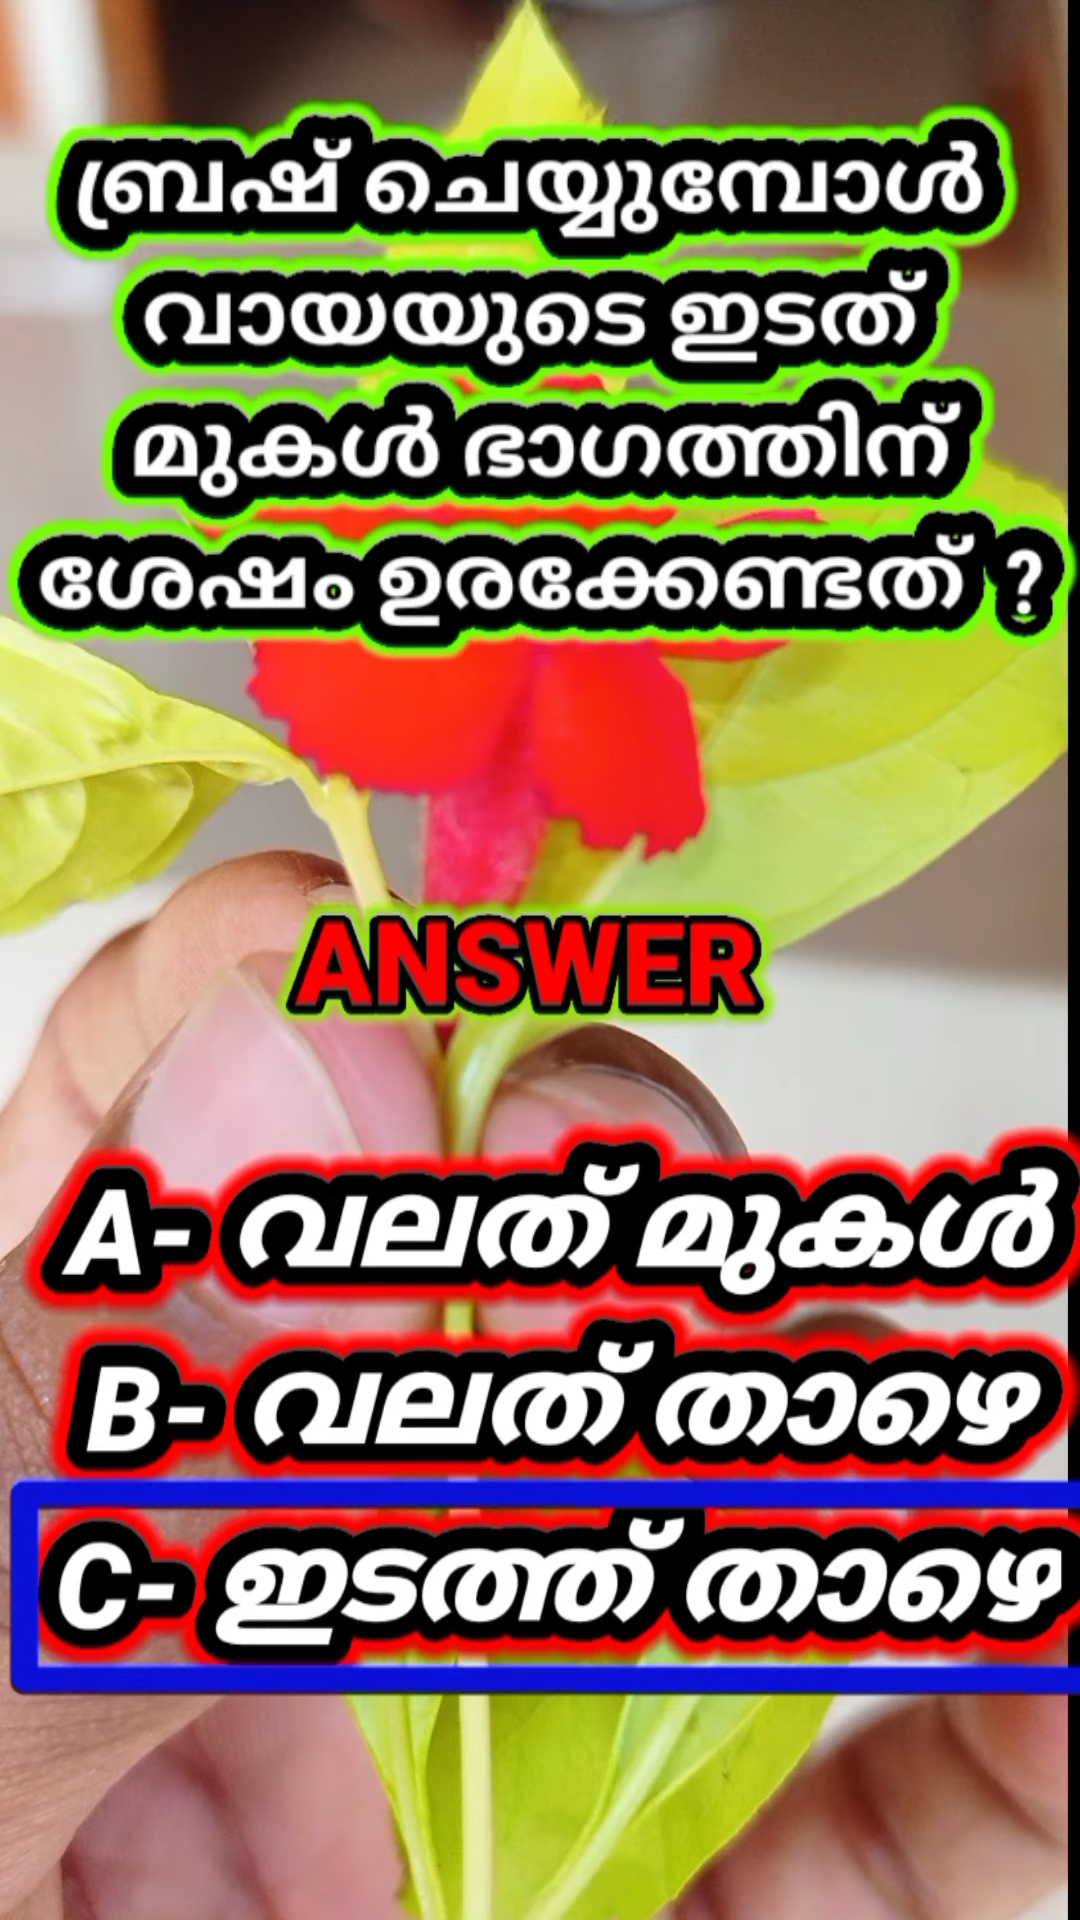 ബ്രഷ് ചെയ്യുമ്പോൾ
വായയുടെ ഇടത്
മുകൾ ഭാഗത്തിന്
ശേഷം ഉരക്കേണ്ടത് ?
ANSWER
A- വലത് മുകൾ
B- വലത് താഴെ
C- ഇടത്ത് താഴെ